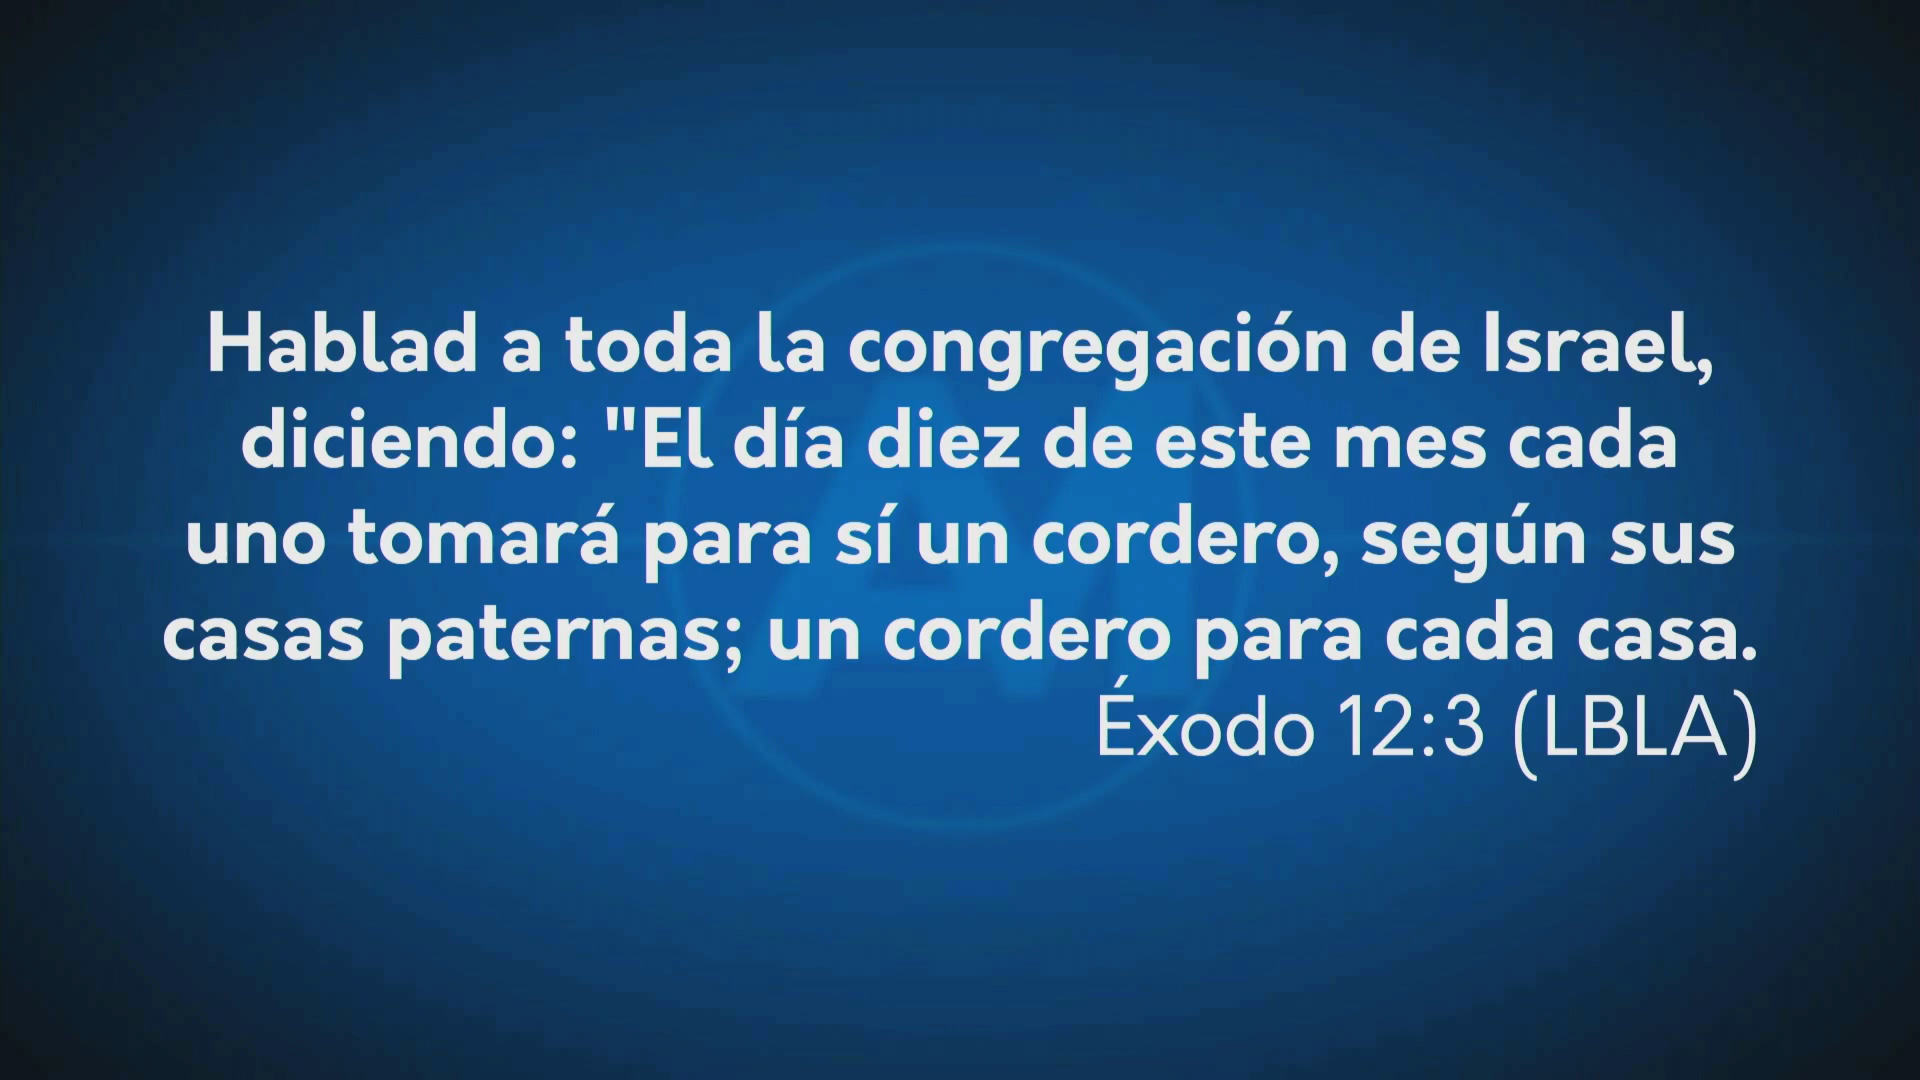 Hablad a toda la congregación de Israel,
diciendo: "El día diez de este mes cada
uno tomará para sí un cordero, según sus
casas paternas; un cordero para cada casa.
Éxodo 12:3 (LBLA)
AM